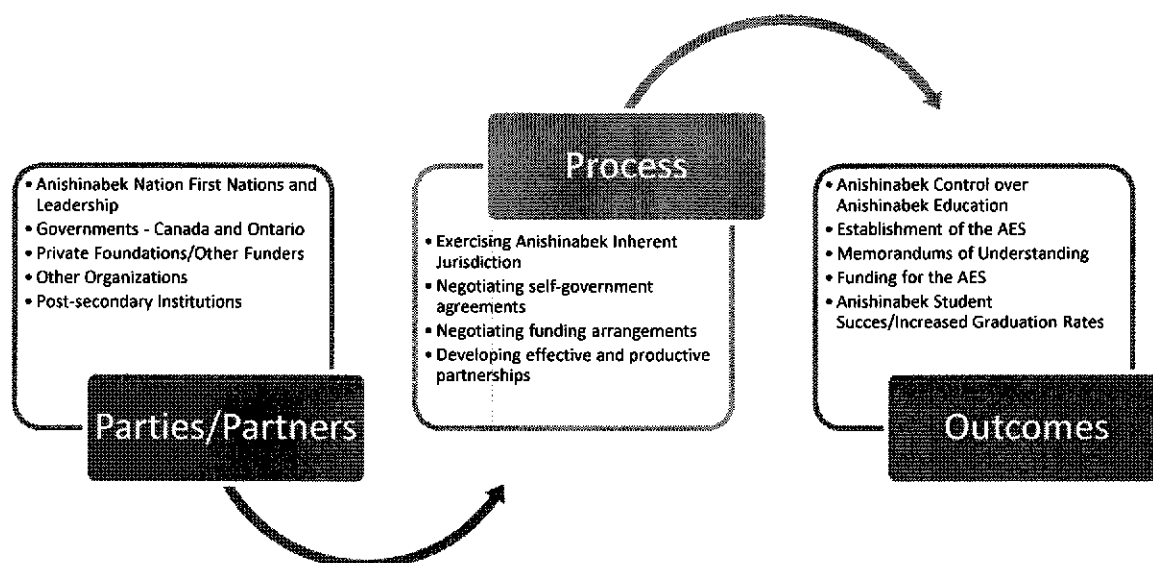 • Anishinabek Nation First Nations and
Leadership
• Governments - Canada and Ontario
• Private Foundations/Other Funders
• Other Organizations
• Post-secondary Institutions
Parties/Partners
Process
• Exercising Anishinabek Inherent
Jurisdiction
• Negotiating self-government
agreements
• Negotiating funding arrangements
• Developing effective and productive
partnerships
• Anishinabek Control over
Anishinabek Education
• Establishment of the AES
• Memorandums of Understanding
• Funding for the AES
• Anishinabek Student
Succes/Increased Graduation Rates
Outcomes